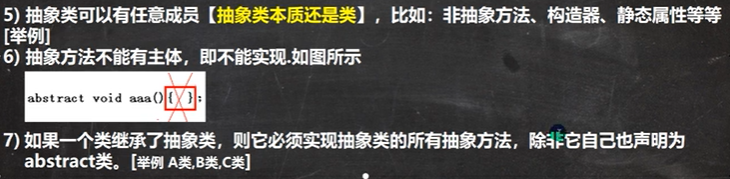 5) 抽象类可以有任意成员【抽象类本质还是类】，比如：非抽象方法、构造器、静态属性等等
[举例]
6) 抽象方法不能有主体，即不能实现.如图所示
abstract void aaa(){ };
7) 如果一个类继承了抽象类，则它必须实现抽象类的所有抽象方法，除非它自己也声明为
abstract类。[举例 A类,B类,C类]